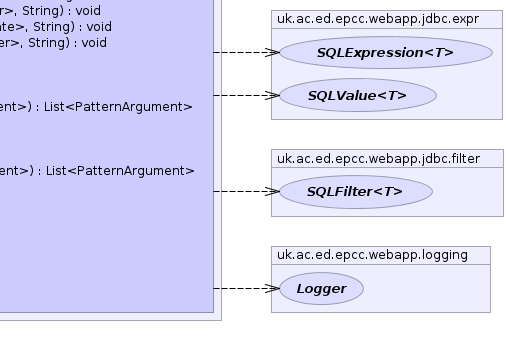 er>, String) : void
ate>, String) : void
er>, String) : void
ent>) : List<PatternArgument>
ent>) : List<PatternArgument>
uk.ac.ed.epcc.webapp.jdbc.expr
SQLExpression<T>
SQLValue<T>
uk.ac.ed.epcc.webapp.jdbc.filter
SQLFilter<T>
uk.ac.ed.epcc.webapp.logging
Logger